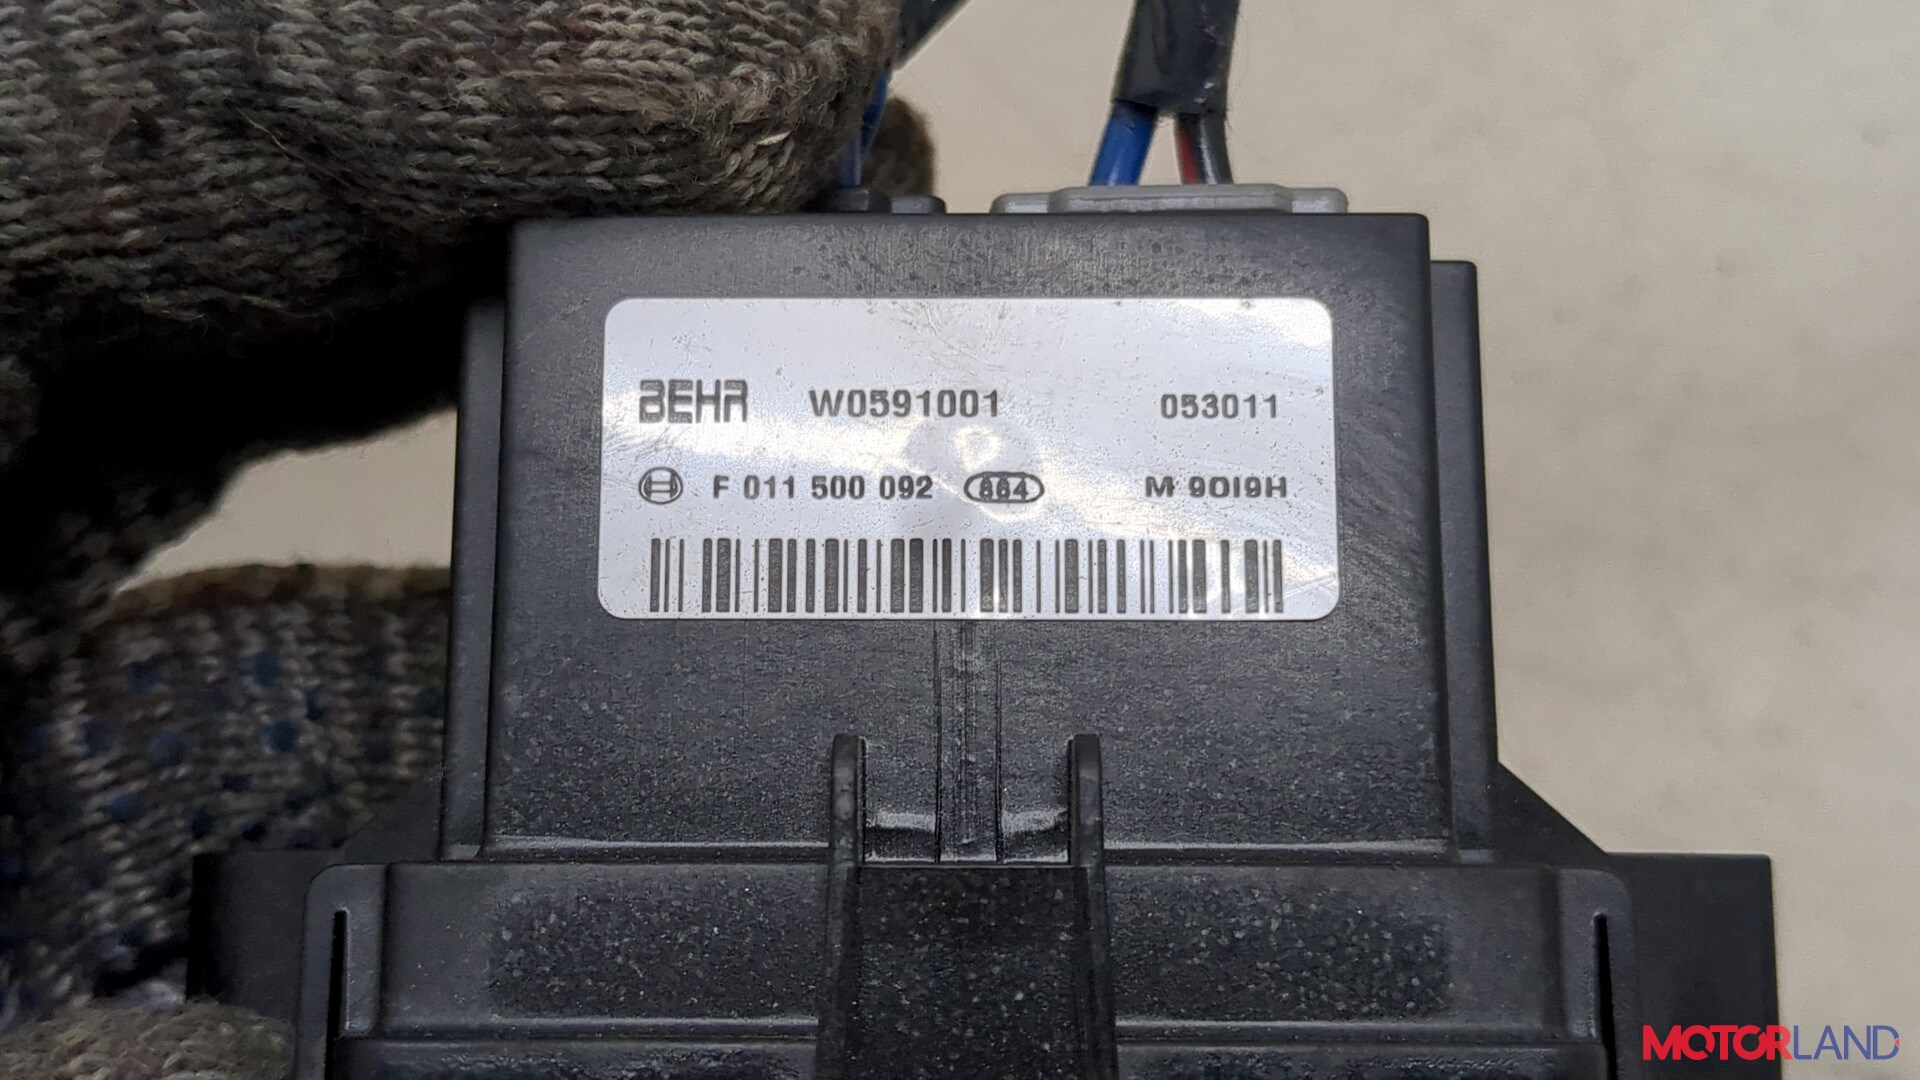 BEHR W0591001 053011
F 011 500 092 864 M 9019H
MOTORLAND